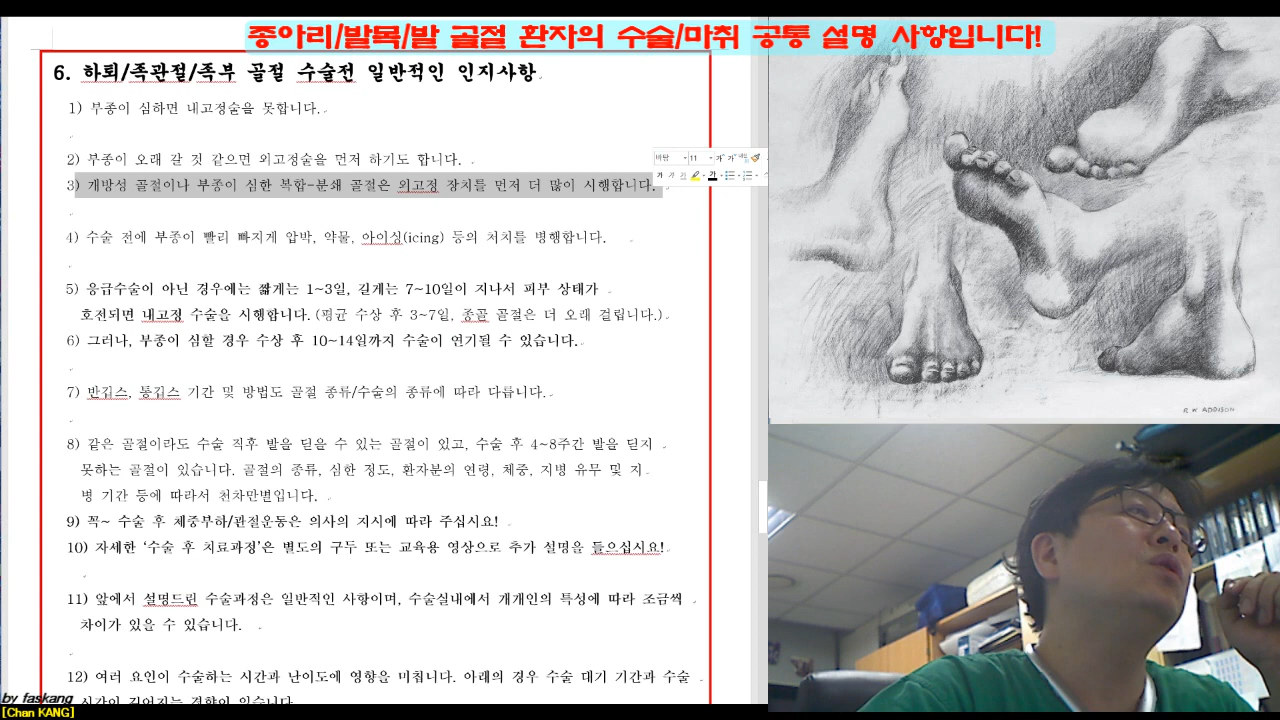 종아리/발목/발 골절 환자의 수술/마취 공통 설명 사항입니다!
6. 하퇴/족관절/족부 골절 수술전 일반적인 인지사항
1) 부종이 심하면 내고정술을 못합니다.
2) 부종이 오래 갈 것 같으면 외고정술을 먼저 하기도 합니다.
3) 개방성 골절이나 부종이 심한 복합-분쇄 골절은 외고정 장치를 먼저 더 많이 시행합니다.
바탕 11 가 가
가 가 가 가
4) 수술 전에 부종이 빨리 빠지게 압박, 약물, 아이싱(icing) 등의 처치를 병행합니다.
5) 응급수술이 아닌 경우에는 짧게는 1~3일, 길게는 7~10일이 지나서 피부 상태가
호전되면 내고정 수술을 시행합니다. (평균 수상 후 3~7일, 종골 골절은 더 오래 걸립니다.)
6) 그러나, 부종이 심할 경우 수상 후 10~14일까지 수술이 연기될 수 있습니다.
7) 반깁스, 통깁스 기간 및 방법도 골절 종류/수술의 종류에 따라 다릅니다.
8) 같은 골절이라도 수술 직후 발을 딛을 수 있는 골절이 있고, 수술 후 4~8주간 발을 딛지
못하는 골절이 있습니다. 골절의 종류, 심한 정도, 환자분의 연령, 체중, 지병 유무 및 지
병 기간 등에 따라서 천차만별입니다.
9) 꼭~ 수술 후 체중부하/관절운동은 의사의 지시에 따라 주십시요!
10) 자세한 '수술 후 치료과정'은 별도의 구두 또는 교육용 영상으로 추가 설명을 들으십시요!
11) 앞에서 설명드린 수술과정은 일반적인 사항이며, 수술실내에서 개개인의 특성에 따라 조금씩
차이가 있을 수 있습니다.
12) 여러 요인이 수술하는 시간과 난이도에 영향을 미칩니다. 아래의 경우 수술 대기 기간과 수술
시간이 길어지는 경향이 있습니다.
R W ADDISON
by faskang
[Chan KANG]